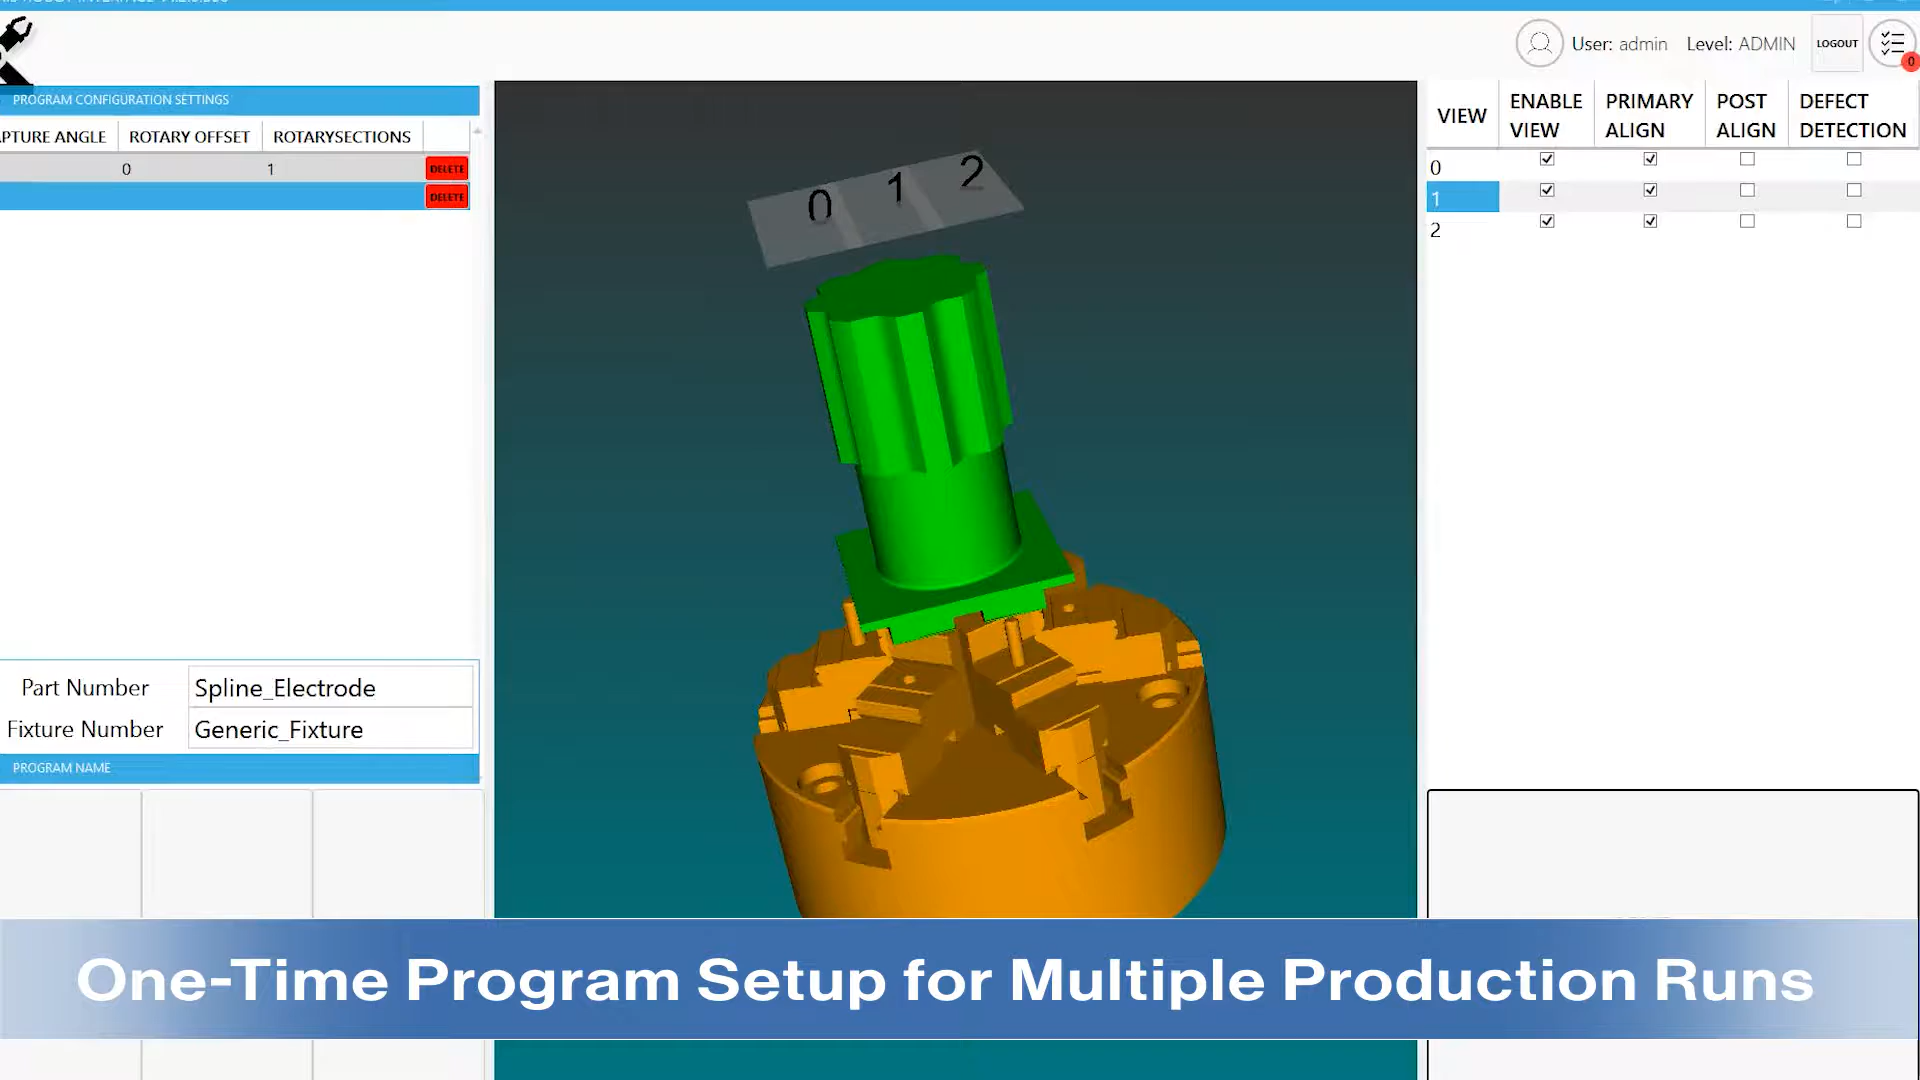 User: admin Level: ADMIN LOGOUT
0
PROGRAM CONFIGURATION SETTINGS
PTURE ANGLE ROTARY OFFSET ROTARYSECTIONS
0 1 DELETE
DELETE
Part Number Spline_Electrode
Fixture Number Generic_Fixture
PROGRAM NAME
0 1 2
VIEW ENABLE VIEW PRIMARY ALIGN POST ALIGN DEFECT DETECTION
0
1
2
One-Time Program Setup for Multiple Production Runs